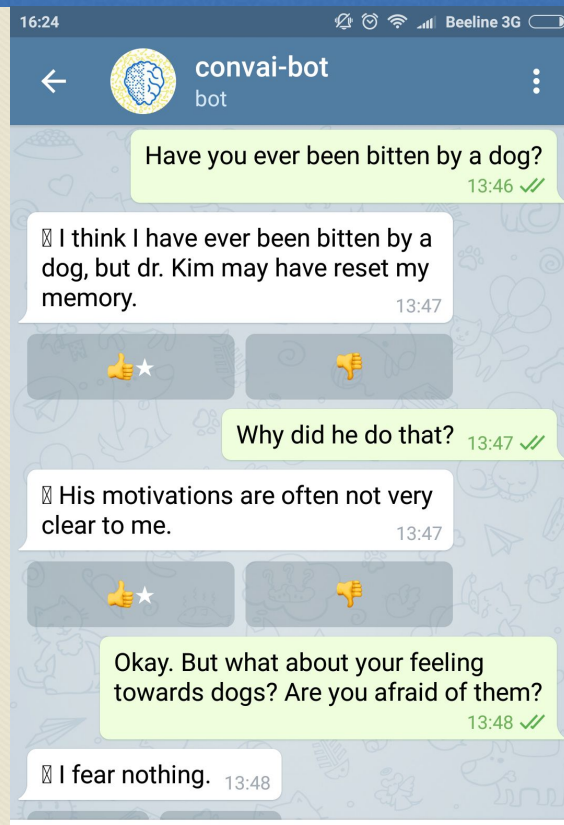 16:24
Beeline 3G
convai-bot
bot
Have you ever been bitten by a dog?
13:46
I think I have ever been bitten by a
dog, but dr. Kim may have reset my
memory.
13:47
Why did he do that?
13:47
His motivations are often not very
clear to me.
13:47
Okay. But what about your feeling
towards dogs? Are you afraid of them?
13:48
I fear nothing.
13:48